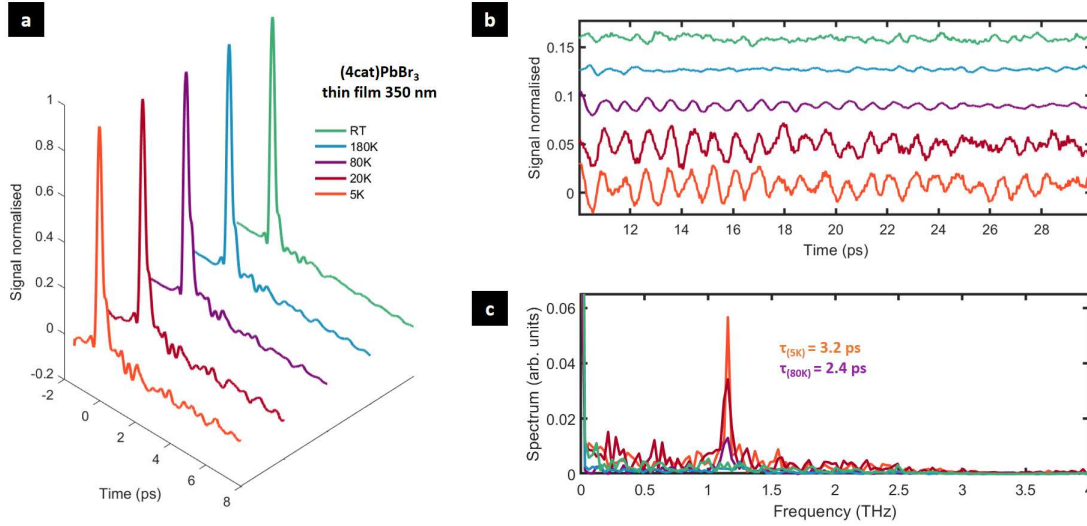 a
(4cat)PbBr3
thin film 350 nm
RT
180K
80K
20K
5K
Signal normalised
1
0.8
0.6
0.4
0.2
0
-0.2
-2
0
2
4
6
8
Time (ps)
b
Signal normalised
0.15
0.1
0.05
0
12 14 16 18 20 22 24 26 28
Time (ps)
c
Spectrum (arb. units)
0.06
0.04
0.02
0
τ(5K) = 3.2 ps
τ(80K) = 2.4 ps
0 0.5 1 1.5 2 2.5 3 3.5 4
Frequency (THz)